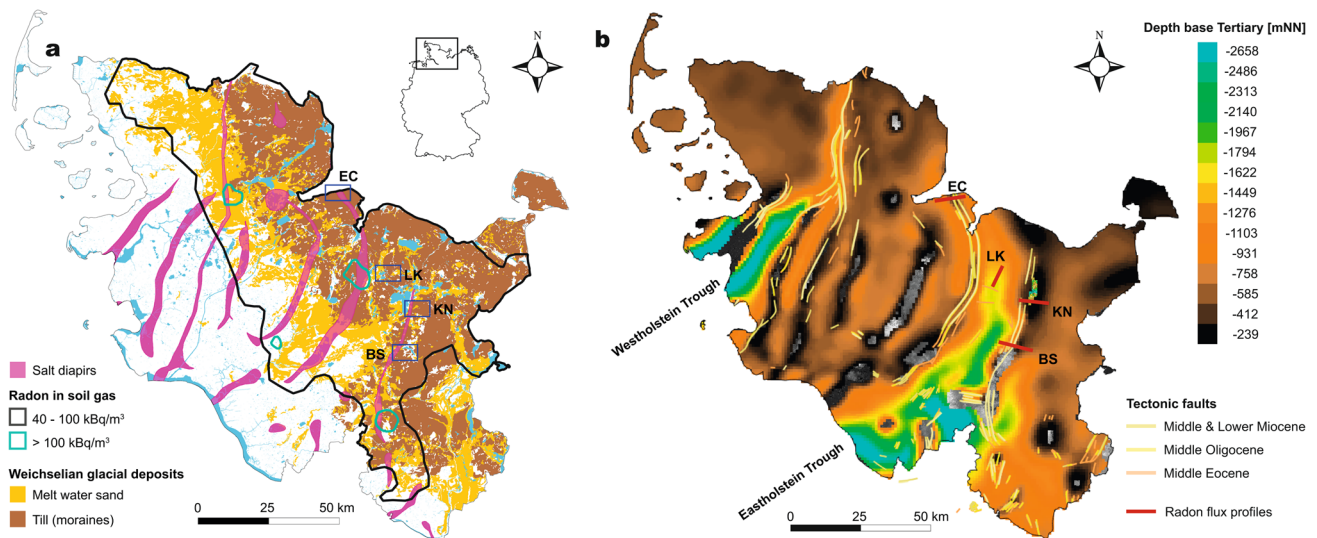 a
N
EC
LK
KN
BS
Salt diapirs
Radon in soil gas
40 - 100 kBq/m³
> 100 kBq/m³
Weichselian glacial deposits
Melt water sand
Till (moraines)
0 25 50 km
b
N
Depth base Tertiary [mNN]
-2658
-2486
-2313
-2140
-1967
-1794
-1622
-1449
-1276
-1103
-931
-758
-585
-412
-239
EC
LK
KN
BS
Westholstein Trough
Eastholstein Trough
Tectonic faults
Middle & Lower Miocene
Middle Oligocene
Middle Eocene
Radon flux profiles
0 25 50 km